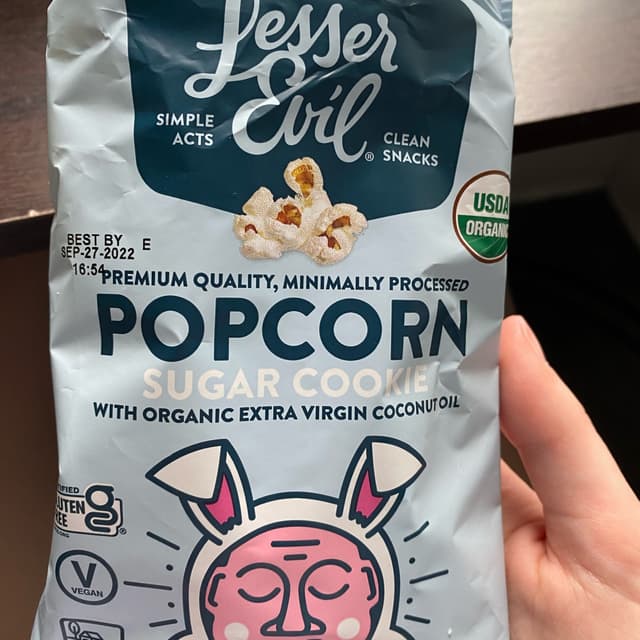 Lesser
Evil®
SIMPLE
ACTS
CLEAN
SNACKS
USDA
ORGANIC
BEST BY E
SEP-27-2022
16:54
PREMIUM QUALITY, MINIMALLY PROCESSED
POPCORN
SUGAR COOKIE
WITH ORGANIC EXTRA VIRGIN COCONUT OIL
GLUTEN
FREE
V
VEGAN